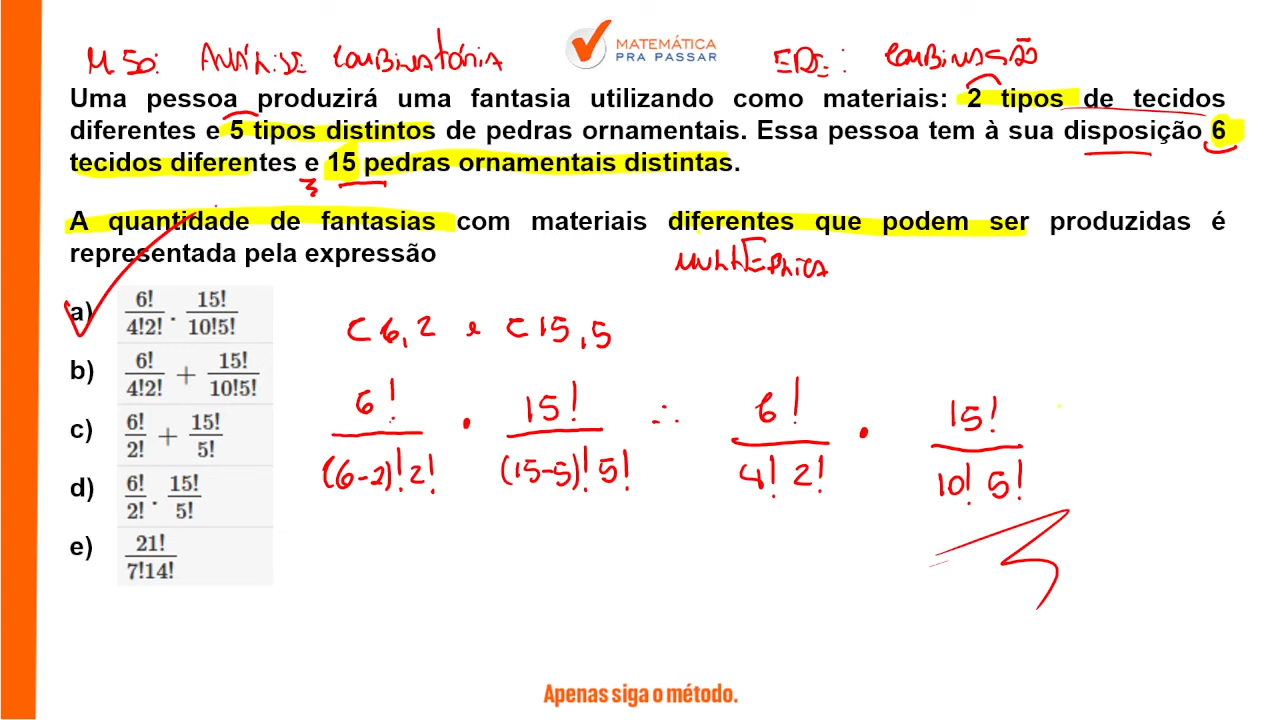 MATEMÁTICA
PRA PASSAR
M SD: ANÁLISE COMBINATÓRIA
EDE: COMBINAÇÃO
Uma pessoa produzirá uma fantasia utilizando como materiais: 2 tipos de tecidos
diferentes e 5 tipos distintos de pedras ornamentais. Essa pessoa tem à sua disposição 6
tecidos diferentes e 15 pedras ornamentais distintas.
A quantidade de fantasias com materiais diferentes que podem ser produzidas é
representada pela expressão
MULTIPLICA
a) 6!/4!2! . 15!/10!5!
b) 6!/4!2! + 15!/10!5!
c) 6!/2! + 15!/5!
d) 6!/2! . 15!/5!
e) 21!/7!14!
C 6,2 e C 15,5
6!/(6-2)!2! · 15!/(15-5)!5! ∴ 6!/4!2! · 15!/10!5!
Apenas siga o método.